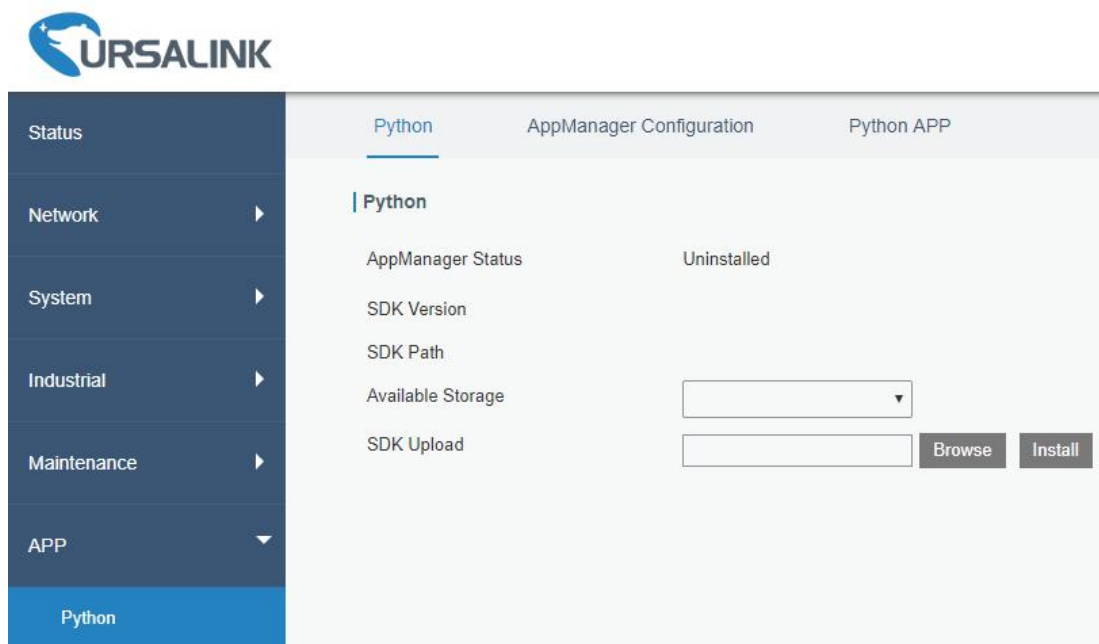 URSALINK
Status
Network
System
Industrial
Maintenance
APP
Python
Python AppManager Configuration Python APP
Python
AppManager Status Uninstalled
SDK Version
SDK Path
Available Storage
SDK Upload Browse Install